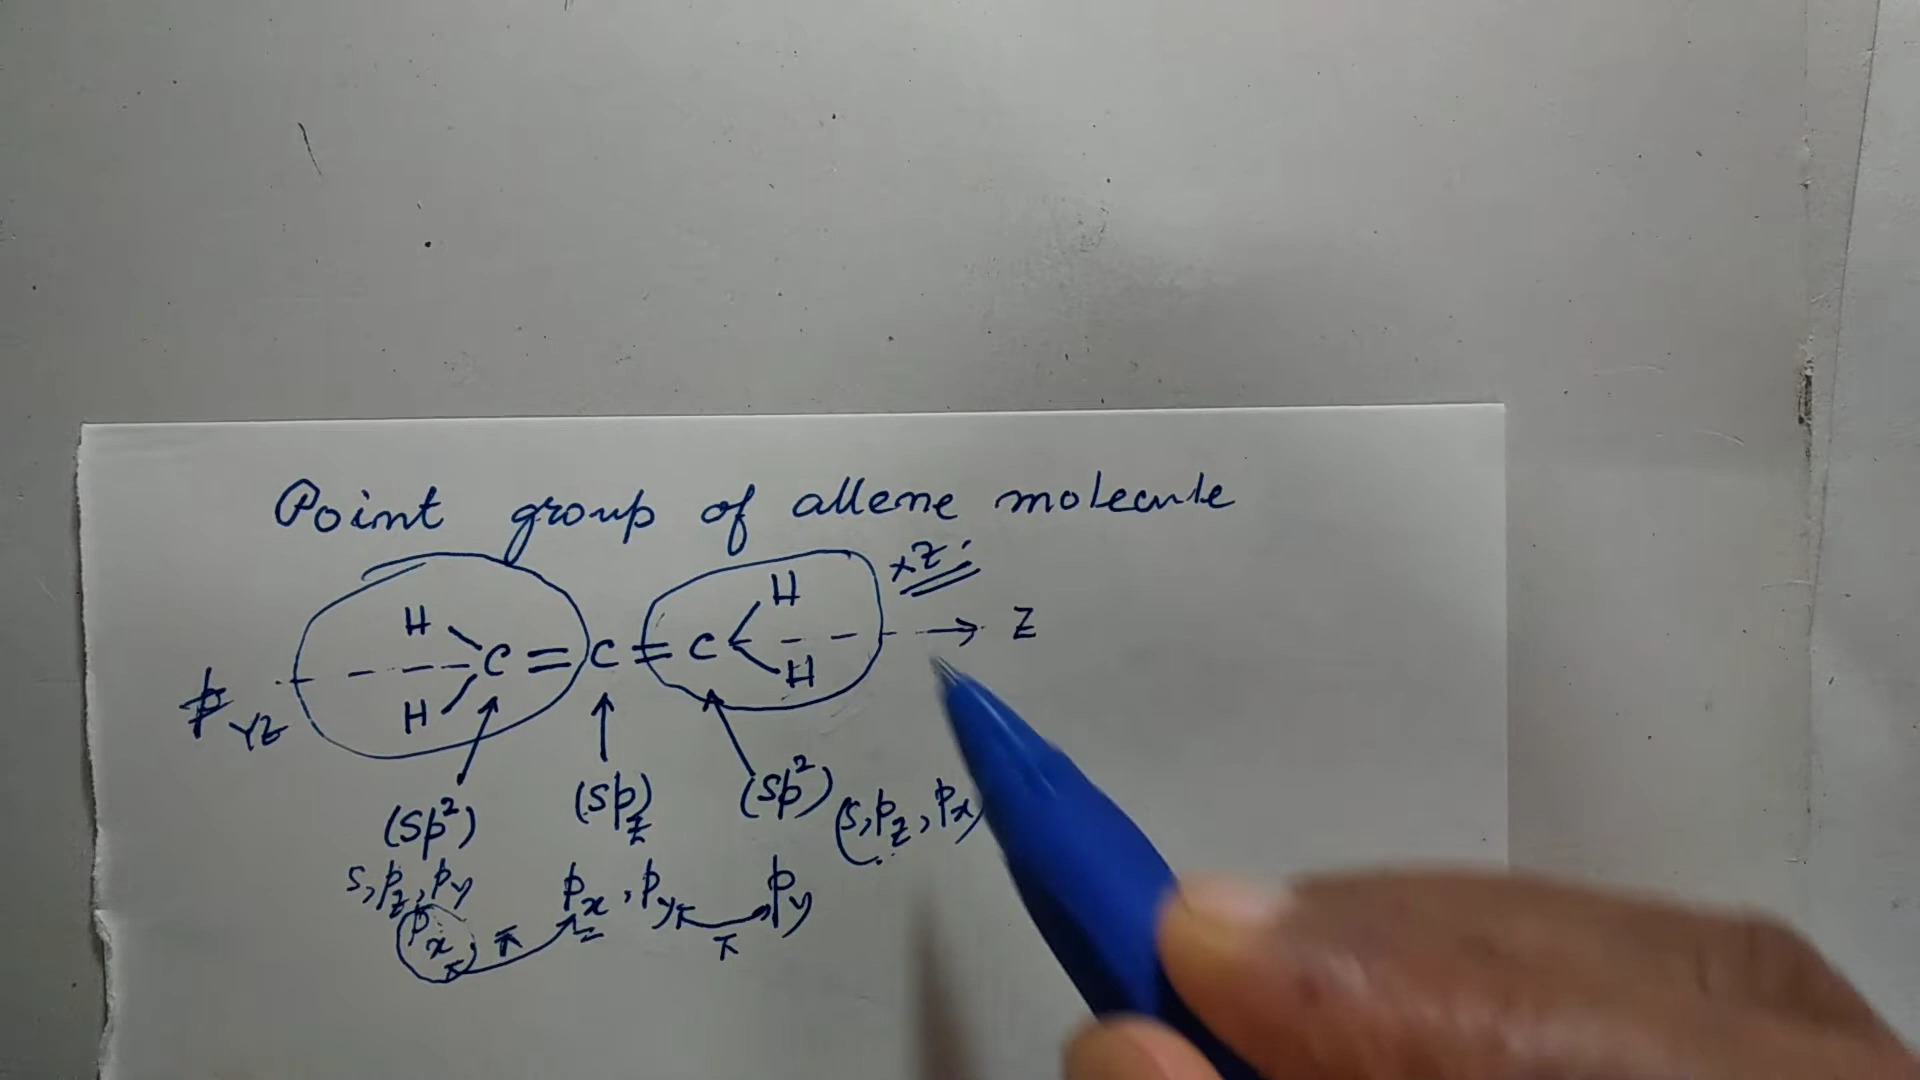 Point group of allene molecule
xz
H H
C = C = C → Z
H H
yz
(sp²) (sp) (sp²) (s, pz, px)
z
s, pz, py px, py py
px π π